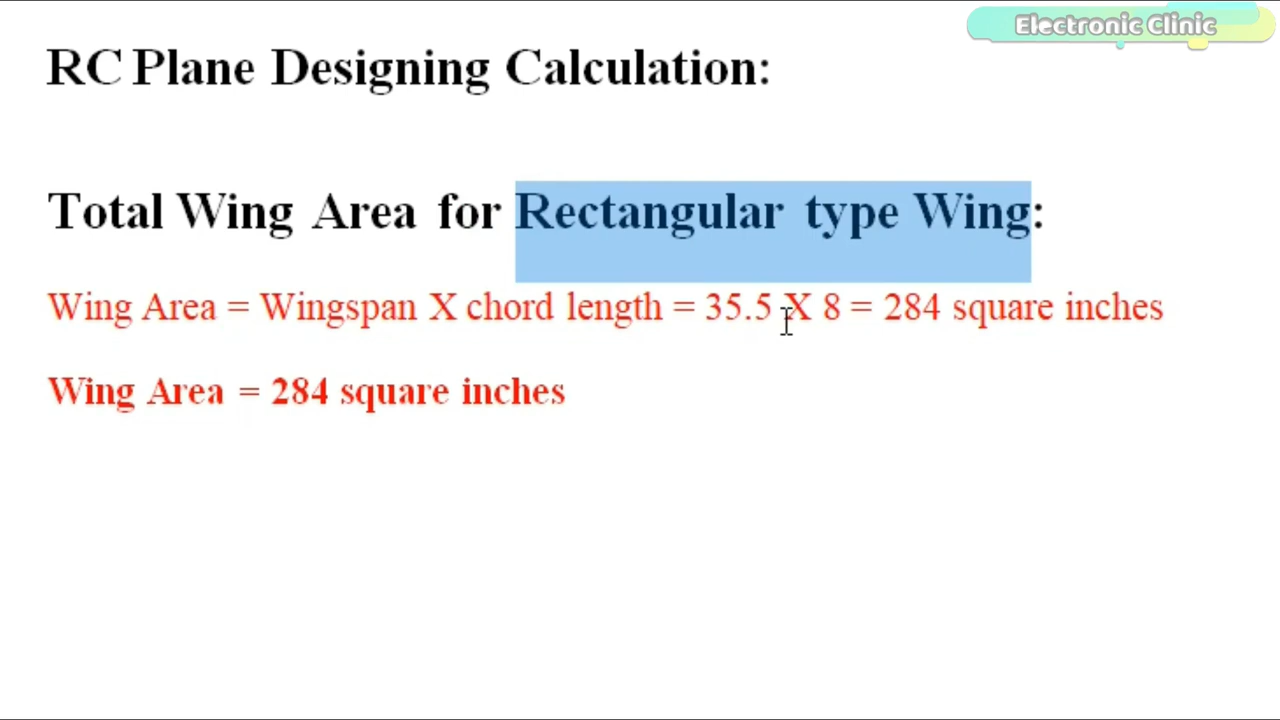 Electronic Clinic
RC Plane Designing Calculation:
Total Wing Area for Rectangular type Wing:
Wing Area = Wingspan X chord length = 35.5 X 8 = 284 square inches
Wing Area = 284 square inches